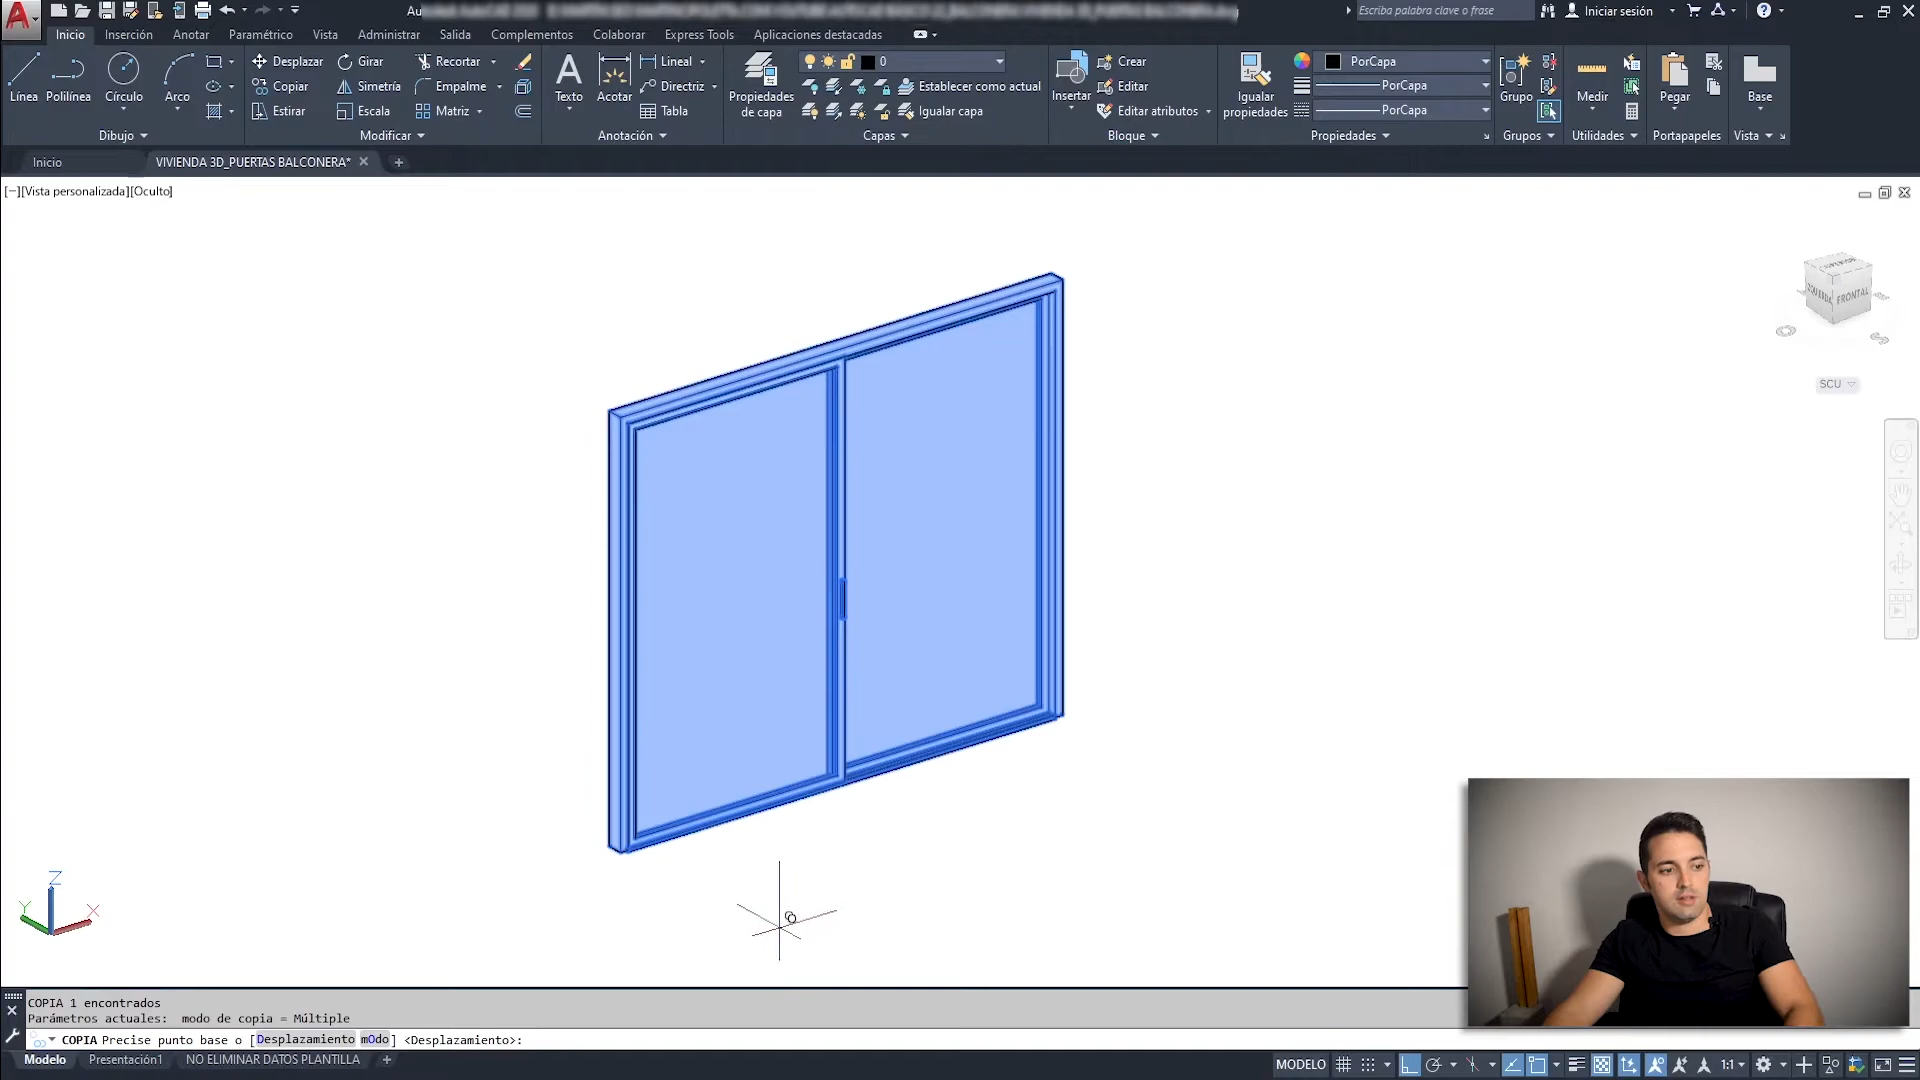 Au
Escriba palabra clave o frase
Iniciar sesión
Inicio
Inserción
Anotar
Paramétrico
Vista
Administrar
Salida
Complementos
Colaborar
Express Tools
Aplicaciones destacadas
Línea
Polilínea
Círculo
Arco
Desplazar
Copiar
Estirar
Girar
Simetría
Escala
Recortar
Empalme
Matriz
Dibujo
Modificar
Texto
Acotar
Lineal
Directriz
Tabla
Anotación
Propiedades
de capa
0
Establecer como actual
Igualar capa
Capas
Insertar
Crear
Editar
Editar atributos
Bloque
Igualar
propiedades
PorCapa
PorCapa
PorCapa
Propiedades
Grupo
Grupos
Medir
Utilidades
Pegar
Portapapeles
Base
Vista
Inicio
VIVIENDA 3D_PUERTAS BALCONERA*
[−][Vista personalizada][Oculto]
SUPERIOR
IZQUIERDA
FRONTAL
SCU
Z
Y
X
COPIA 1 encontrados
Parámetros actuales: modo de copia = Múltiple
COPIA Precise punto base o [Desplazamiento mOdo] <Desplazamiento>:
Modelo
Presentación1
NO ELIMINAR DATOS PLANTILLA
MODELO
1:1